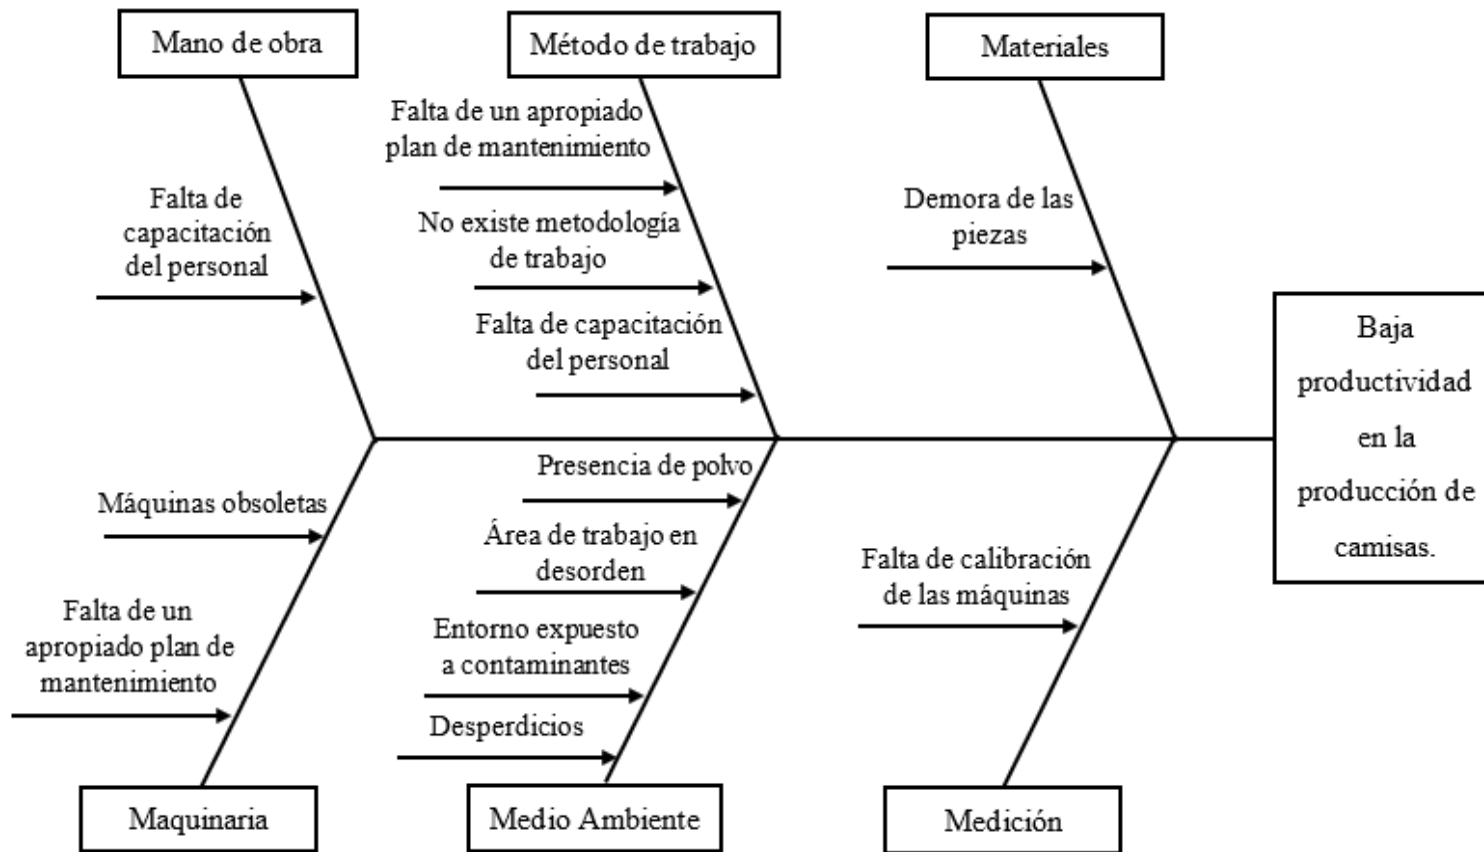 Mano de obra
Método de trabajo
Materiales
Falta de un apropiado
plan de mantenimiento
Falta de
capacitación
del personal
No existe metodología
de trabajo
Falta de capacitación
del personal
Demora de las
piezas
Baja
productividad
en la
producción de
camisas.
Máquinas obsoletas
Falta de un
apropiado plan de
mantenimiento
Presencia de polvo
Área de trabajo en
desorden
Entorno expuesto
a contaminantes
Desperdicios
Falta de calibración
de las máquinas
Maquinaria
Medio Ambiente
Medición